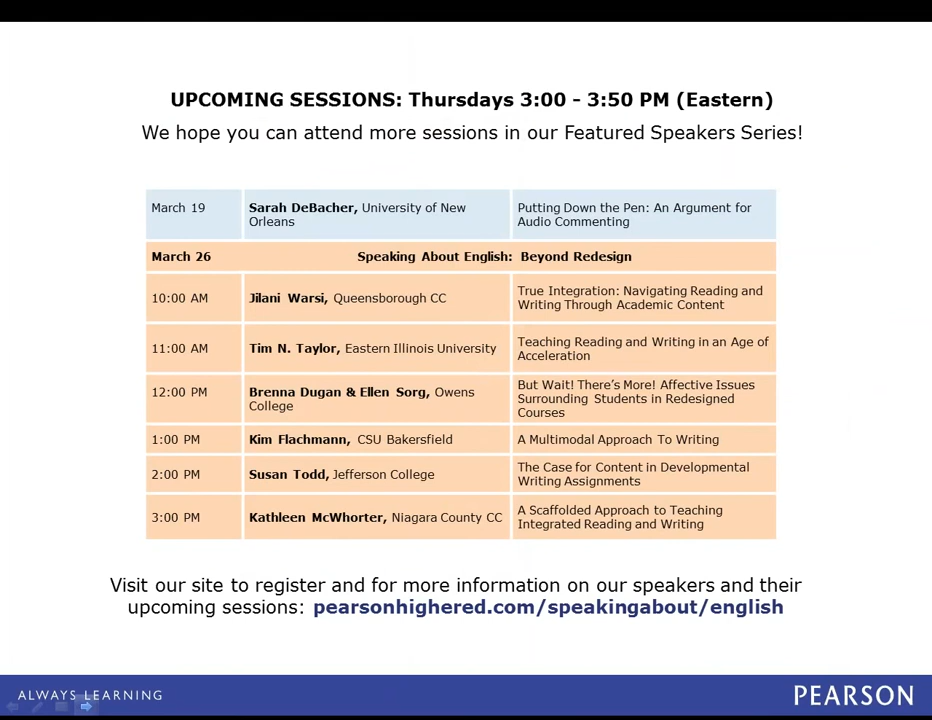 UPCOMING SESSIONS: Thursdays 3:00 - 3:50 PM (Eastern)
We hope you can attend more sessions in our Featured Speakers Series!
March 19
Sarah DeBacher, University of New
Orleans
Putting Down the Pen: An Argument for
Audio Commenting
March 26
Speaking About English: Beyond Redesign
10:00 AM
Jilani Warsi, Queensborough CC
True Integration: Navigating Reading and
Writing Through Academic Content
11:00 AM
Tim N. Taylor, Eastern Illinois University
Teaching Reading and Writing in an Age of
Acceleration
12:00 PM
Brenna Dugan & Ellen Sorg, Owens
College
But Wait! There's More! Affective Issues
Surrounding Students in Redesigned
Courses
1:00 PM
Kim Flachmann, CSU Bakersfield
A Multimodal Approach To Writing
2:00 PM
Susan Todd, Jefferson College
The Case for Content in Developmental
Writing Assignments
3:00 PM
Kathleen McWhorter, Niagara County CC
A Scaffolded Approach to Teaching
Integrated Reading and Writing
Visit our site to register and for more information on our speakers and their
upcoming sessions: pearsonhighered.com/speakingabout/english
ALWAYS LEARNING
PEARSON